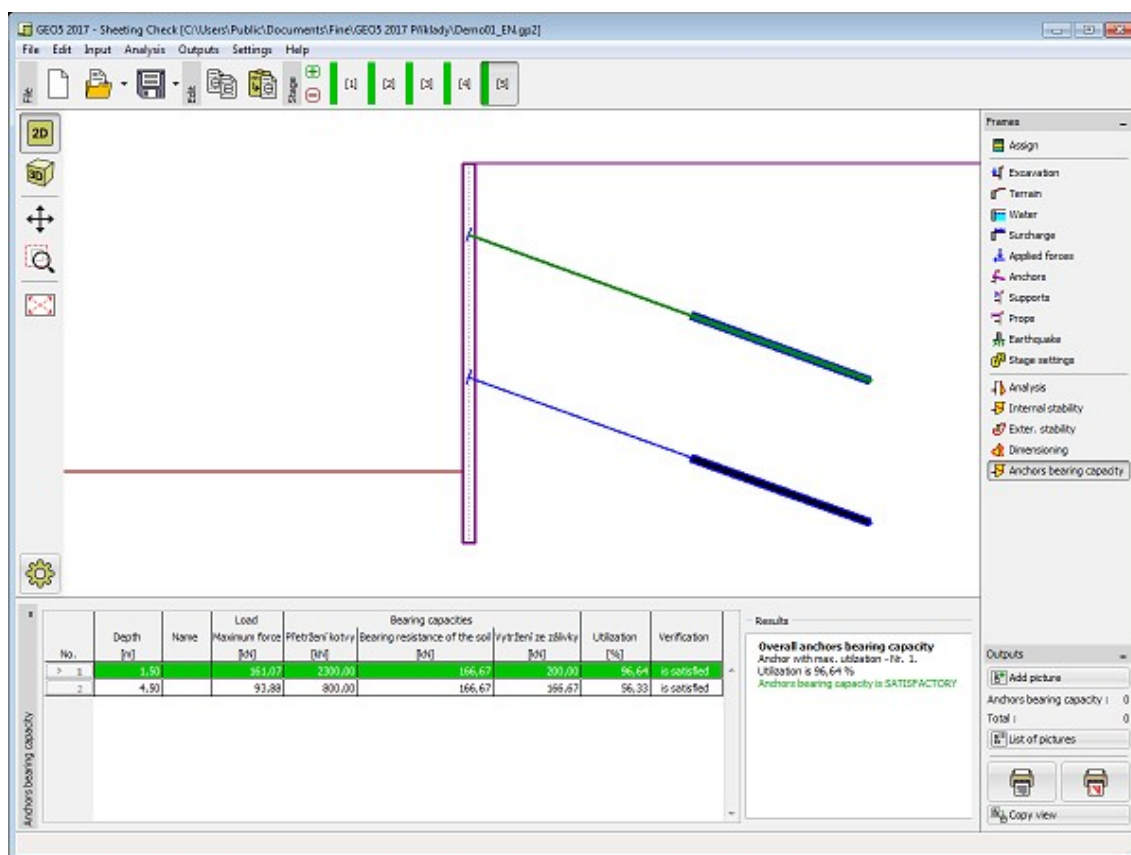 GEO5 2017 - Sheeting Check [C:\Users\Public\Documents\Fine\GEO5 2017 Příklady\Demo01_EN.gp2]
File Edit Input Analysis Outputs Settings Help
File Edit Stage [1] [2] [3] [4] [5]
2D
3D
Frames
Assign
Excavation
Terrain
Water
Surcharge
Applied forces
Anchors
Supports
Props
Earthquake
Stage settings
Analysis
Internal stability
Exter. stability
Dimensioning
Anchors bearing capacity
Anchors bearing capacity
Load Bearing capacities
Depth Name Maximum force Přetržení kotvy Bearing resistance of the soil Vytržení ze zálivky Utilization Verification
No. [m] [kN] [kN] [kN] [kN] [%]
> 1 1,50 161,07 2300,00 166,67 200,00 96,64 is satisfied
2 4,50 93,88 800,00 166,67 166,67 56,33 is satisfied
Results
Overall anchors bearing capacity
Anchor with max. utilization - Nr. 1.
Utilization is 96,64 %
Anchors bearing capacity is SATISFACTORY
Outputs
Add picture
Anchors bearing capacity : 0
Total : 0
List of pictures
Copy view